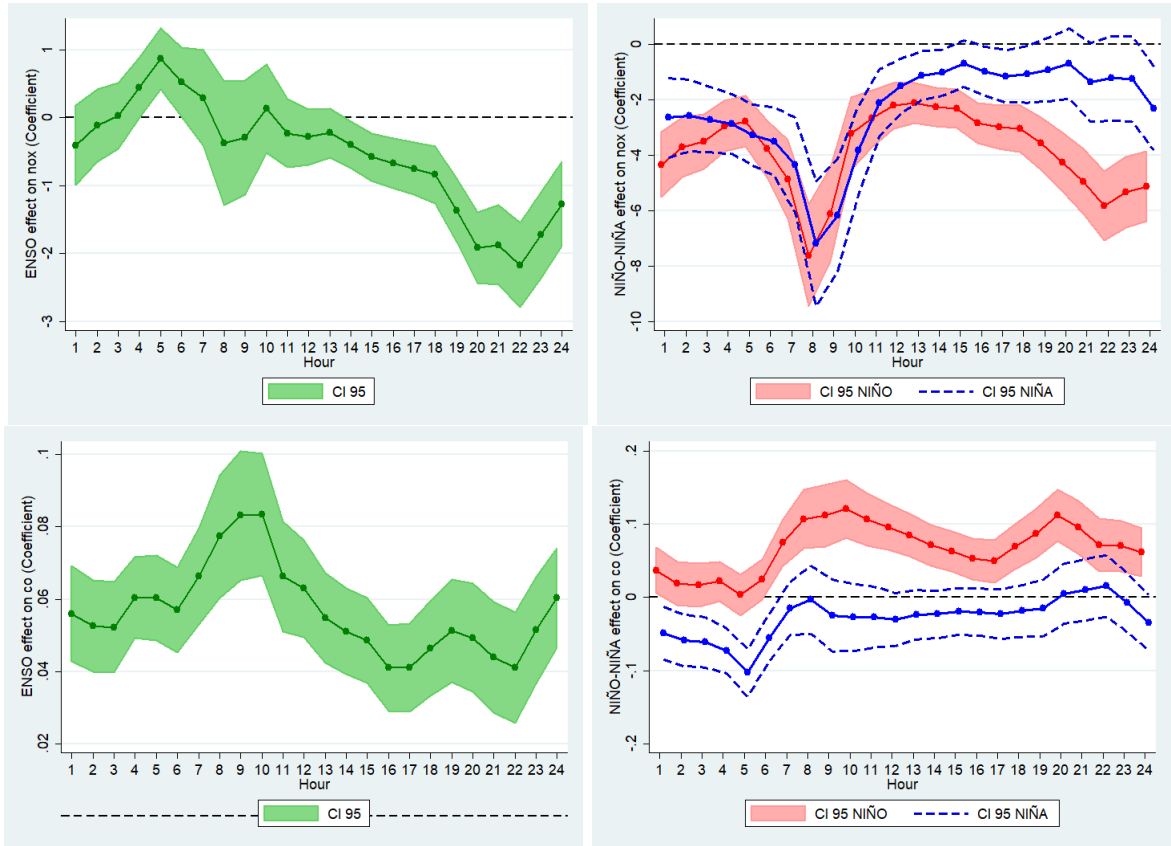 ENSO effect on nox (Coefficient)
1
0
-1
-2
-3
1 2 3 4 5 6 7 8 9 10 11 12 13 14 15 16 17 18 19 20 21 22 23 24
Hour
CI 95
NIÑO-NIÑA effect on nox (Coefficient)
0
-2
-4
-6
-8
-10
1 2 3 4 5 6 7 8 9 10 11 12 13 14 15 16 17 18 19 20 21 22 23 24
Hour
CI 95 NIÑO CI 95 NIÑA
ENSO effect on co (Coefficient)
.1
.08
.06
.04
.02
1 2 3 4 5 6 7 8 9 10 11 12 13 14 15 16 17 18 19 20 21 22 23 24
Hour
CI 95
NIÑO-NIÑA effect on co (Coefficient)
.2
.1
0
-.1
-.2
1 2 3 4 5 6 7 8 9 10 11 12 13 14 15 16 17 18 19 20 21 22 23 24
Hour
CI 95 NIÑO CI 95 NIÑA